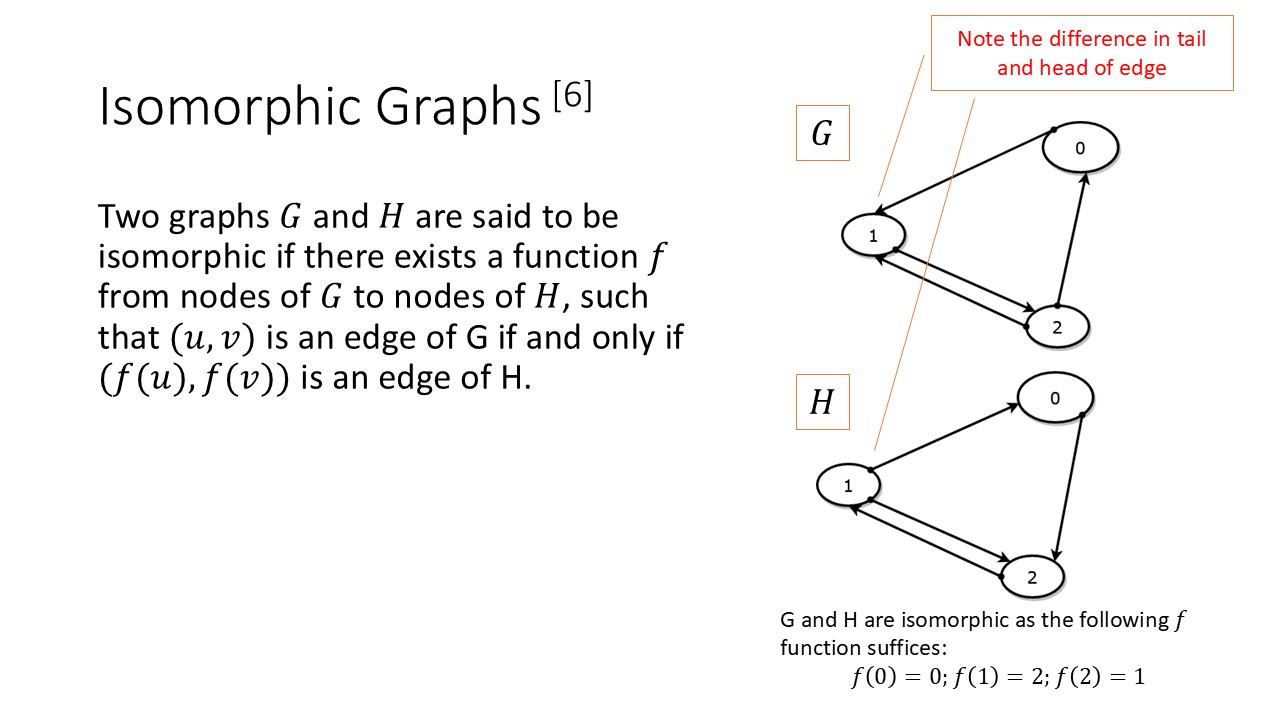 Note the difference in tail
and head of edge
Isomorphic Graphs [6]
Two graphs 𝐺 and 𝐻 are said to be
isomorphic if there exists a function 𝑓
from nodes of 𝐺 to nodes of 𝐻, such
that (𝑢, 𝑣) is an edge of G if and only if
(𝑓(𝑢), 𝑓(𝑣)) is an edge of H.
𝐺
0
1
2
𝐻
0
1
2
G and H are isomorphic as the following 𝑓
function suffices:
𝑓(0) = 0; 𝑓(1) = 2; 𝑓(2) = 1